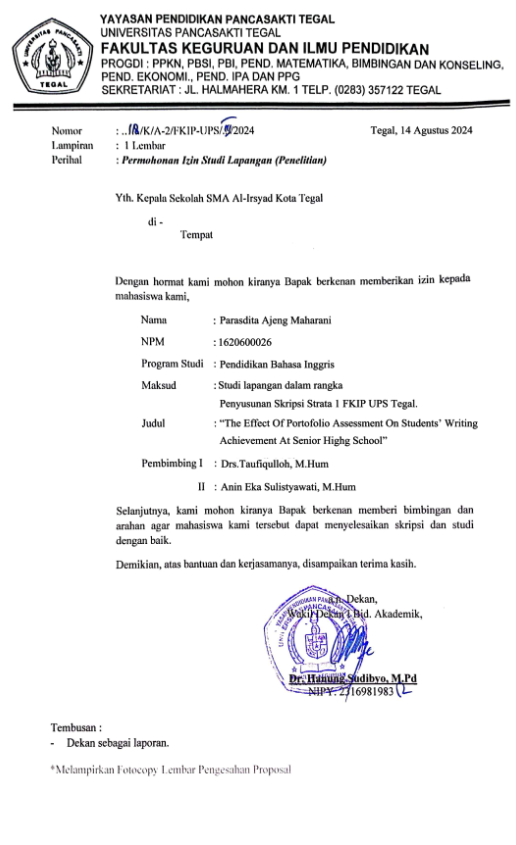 YAYASAN PENDIDIKAN PANCASAKTI TEGAL
UNIVERSITAS PANCASAKTI TEGAL
FAKULTAS KEGURUAN DAN ILMU PENDIDIKAN
PROGDI : PPKN, PBSI, PBI, PEND. MATEMATIKA, BIMBINGAN DAN KONSELING,
PEND. EKONOMI., PEND. IPA DAN PPG
SEKRETARIAT : JL. HALMAHERA KM. 1 TELP. (0283) 357122 TEGAL
UNIVERSITAS PANCASAKTI
TEGAL
Nomor : ../K/A-2/FKIP-UPS/ /2024 Tegal, 14 Agustus 2024
Lampiran : 1 Lembar
Perihal : Permohonan Izin Studi Lapangan (Penelitian)
Yth. Kepala Sekolah SMA Al-Irsyad Kota Tegal
di -
Tempat
Dengan hormat kami mohon kiranya Bapak berkenan memberikan izin kepada
mahasiswa kami,
Nama : Parasdita Ajeng Maharani
NPM : 1620600026
Program Studi : Pendidikan Bahasa Inggris
Maksud : Studi lapangan dalam rangka
Penyusunan Skripsi Strata 1 FKIP UPS Tegal.
Judul : "The Effect Of Portofolio Assessment On Students' Writing
Achievement At Senior Highg School"
Pembimbing I : Drs.Taufiqulloh, M.Hum
II : Anin Eka Sulistyawati, M.Hum
Selanjutnya, kami mohon kiranya Bapak berkenan memberi bimbingan dan
arahan agar mahasiswa kami tersebut dapat menyelesaikan skripsi dan studi
dengan baik.
Demikian, atas bantuan dan kerjasamanya, disampaikan terima kasih.
a.n. Dekan,
Wakil Dekan I Bid. Akademik,
YAYASAN PENDIDIKAN PANCASAKTI TEGAL
UNIVERSITAS PANCASAKTI
Dr. Hanung Sudibyo, M.Pd
NIPY. 2316981983
Tembusan :
- Dekan sebagai laporan.
*Melampirkan Fotocopy Lembar Pengesahan Proposal